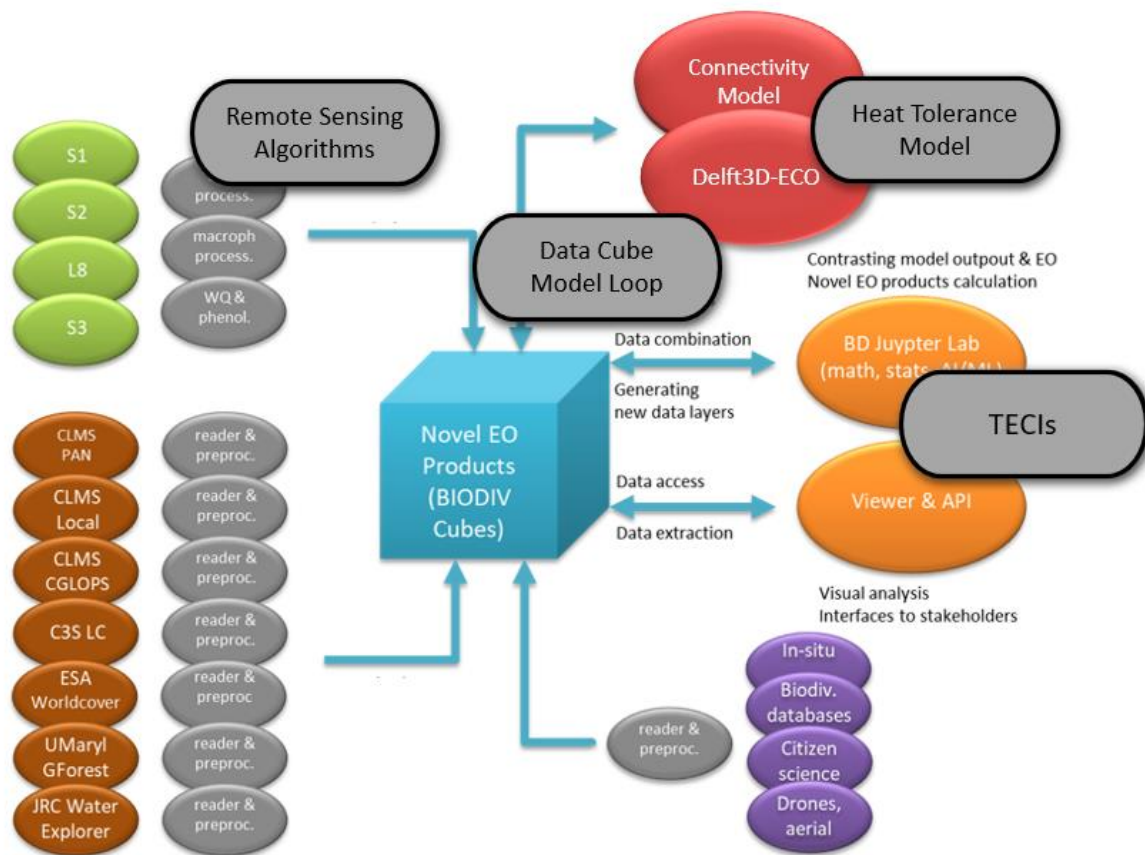 Connectivity
Model
Heat Tolerance
Model
Delft3D-ECO
Remote Sensing
Algorithms
S1
S2
L8
S3
process.
macroph
process.
WQ &
phenol.
Data Cube
Model Loop
Contrasting model outpout & EO
Novel EO products calculation
Data combination
Generating
new data layers
BD Juypter Lab
(math, stats, AI/ML)
TECIs
Novel EO
Products
(BIODIV
Cubes)
Data access
Data extraction
Viewer & API
Visual analysis
Interfaces to stakeholders
CLMS
PAN
reader &
preproc.
CLMS
Local
reader &
preproc.
CLMS
CGLOPS
reader &
preproc.
C3S LC
reader &
preproc.
ESA
Worldcover
reader &
preproc
UMaryl
GForest
reader &
preproc.
JRC Water
Explorer
reader &
preproc.
reader &
preproc.
In-situ
Biodiv.
databases
Citizen
science
Drones,
aerial